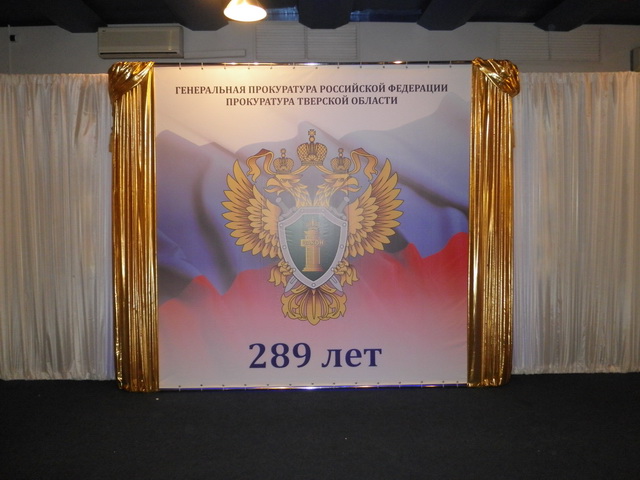 ГЕНЕРАЛЬНАЯ ПРОКУРАТУРА РОССИЙСКОЙ ФЕДЕРАЦИИ
ПРОКУРАТУРА ТВЕРСКОЙ ОБЛАСТИ
289 лет